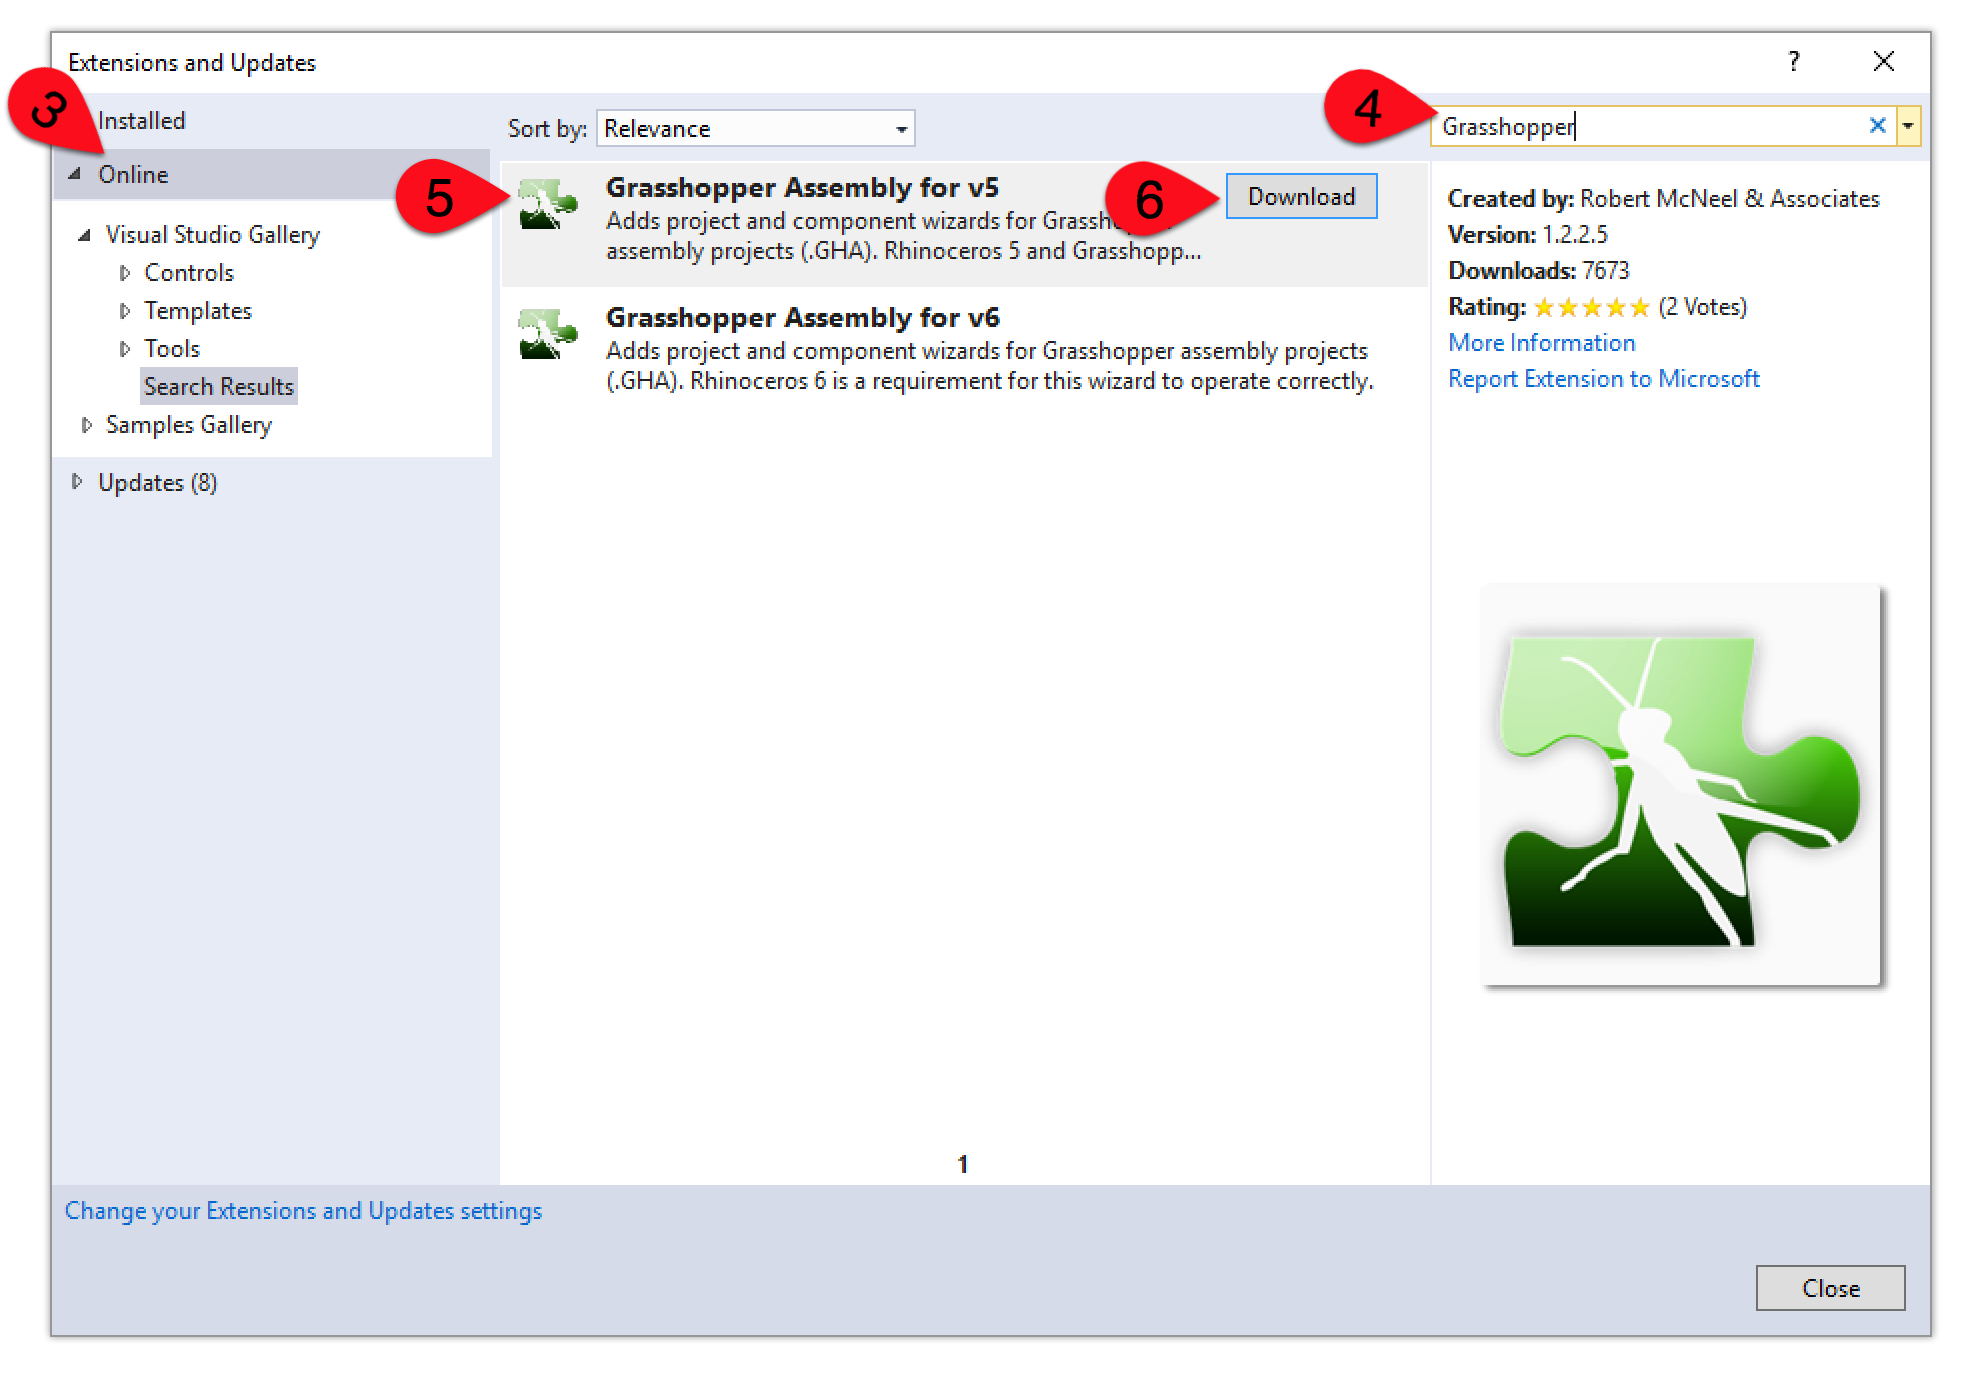 Extensions and Updates
?
3
Installed
Online
Visual Studio Gallery
Controls
Templates
Tools
Search Results
Samples Gallery
Updates (8)
Sort by: Relevance
4
Grasshopper
5
Grasshopper Assembly for v5
6
Download
Adds project and component wizards for
assembly projects (.GHA). Rhinoceros 5 and Grasshopp...
Grasshopper Assembly for v6
Adds project and component wizards for Grasshopper assembly projects
(.GHA). Rhinoceros 6 is a requirement for this wizard to operate correctly.
1
Created by: Robert McNeel & Associates
Version: 1.2.2.5
Downloads: 7673
Rating: ★★★★★ (2 Votes)
More Information
Report Extension to Microsoft
Change your Extensions and Updates settings
Close